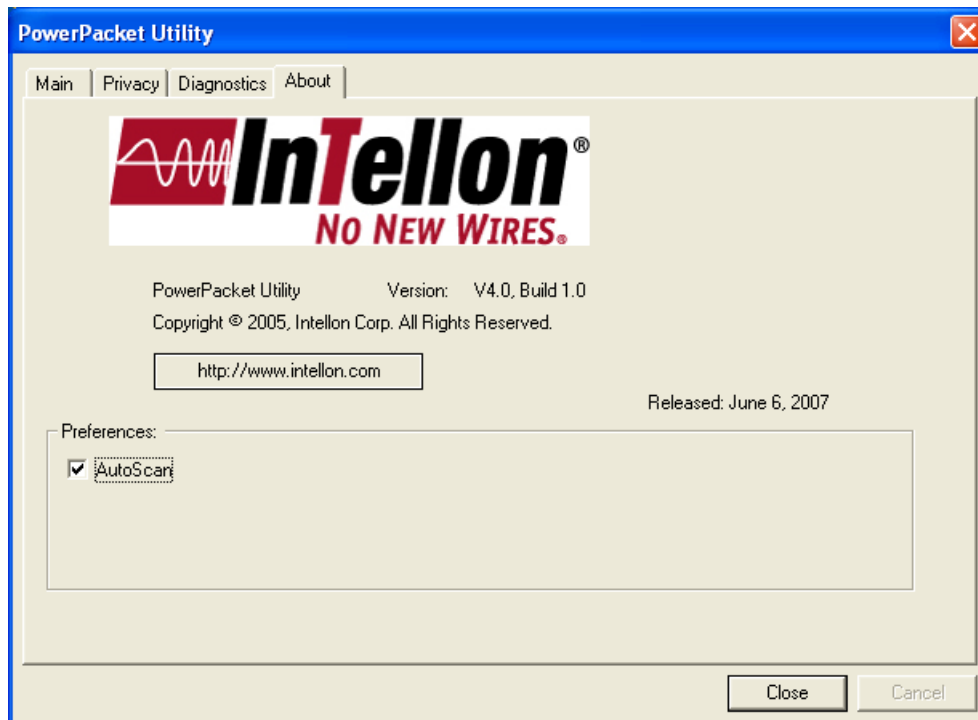 PowerPacket Utility
Main Privacy Diagnostics About
InTellon®
NO NEW WIRES®
PowerPacket Utility Version: V4.0, Build 1.0
Copyright © 2005, Intellon Corp. All Rights Reserved.
http://www.intellon.com
Released: June 6, 2007
Preferences:
AutoScan
Close Cancel